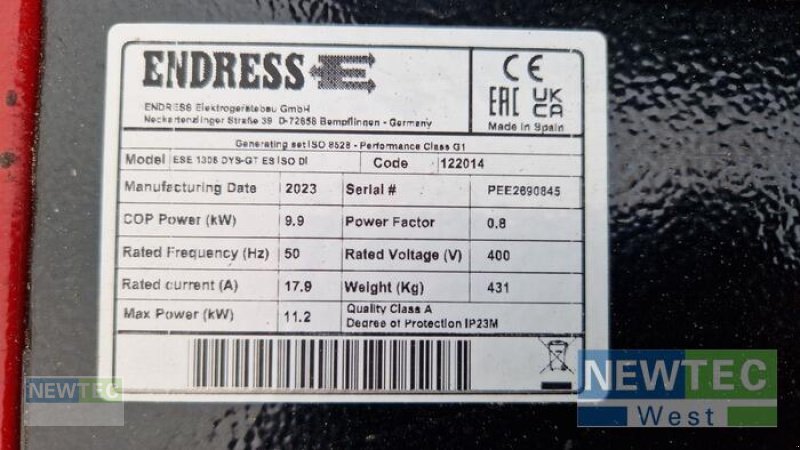 ENDRESS
ENDRESS Elektrogerätebau GmbH
Neckartenzlinger Straße 39 D-72658 Bempflingen - Germany
CE
EAC UKCA
Made in Spain
Generating set ISO 8528 - Performance Class G1
Model ESE 1306 DYS-GT ES ISO DI Code 122014
Manufacturing Date 2023 Serial # PEE2690845
COP Power (kW) 9.9 Power Factor 0.8
Rated Frequency (Hz) 50 Rated Voltage (V) 400
Rated current (A) 17.9 Weight (Kg) 431
Max Power (kW) 11.2 Quality Class A
Degree of Protection IP23M
NEWTEC
NEWTEC
West